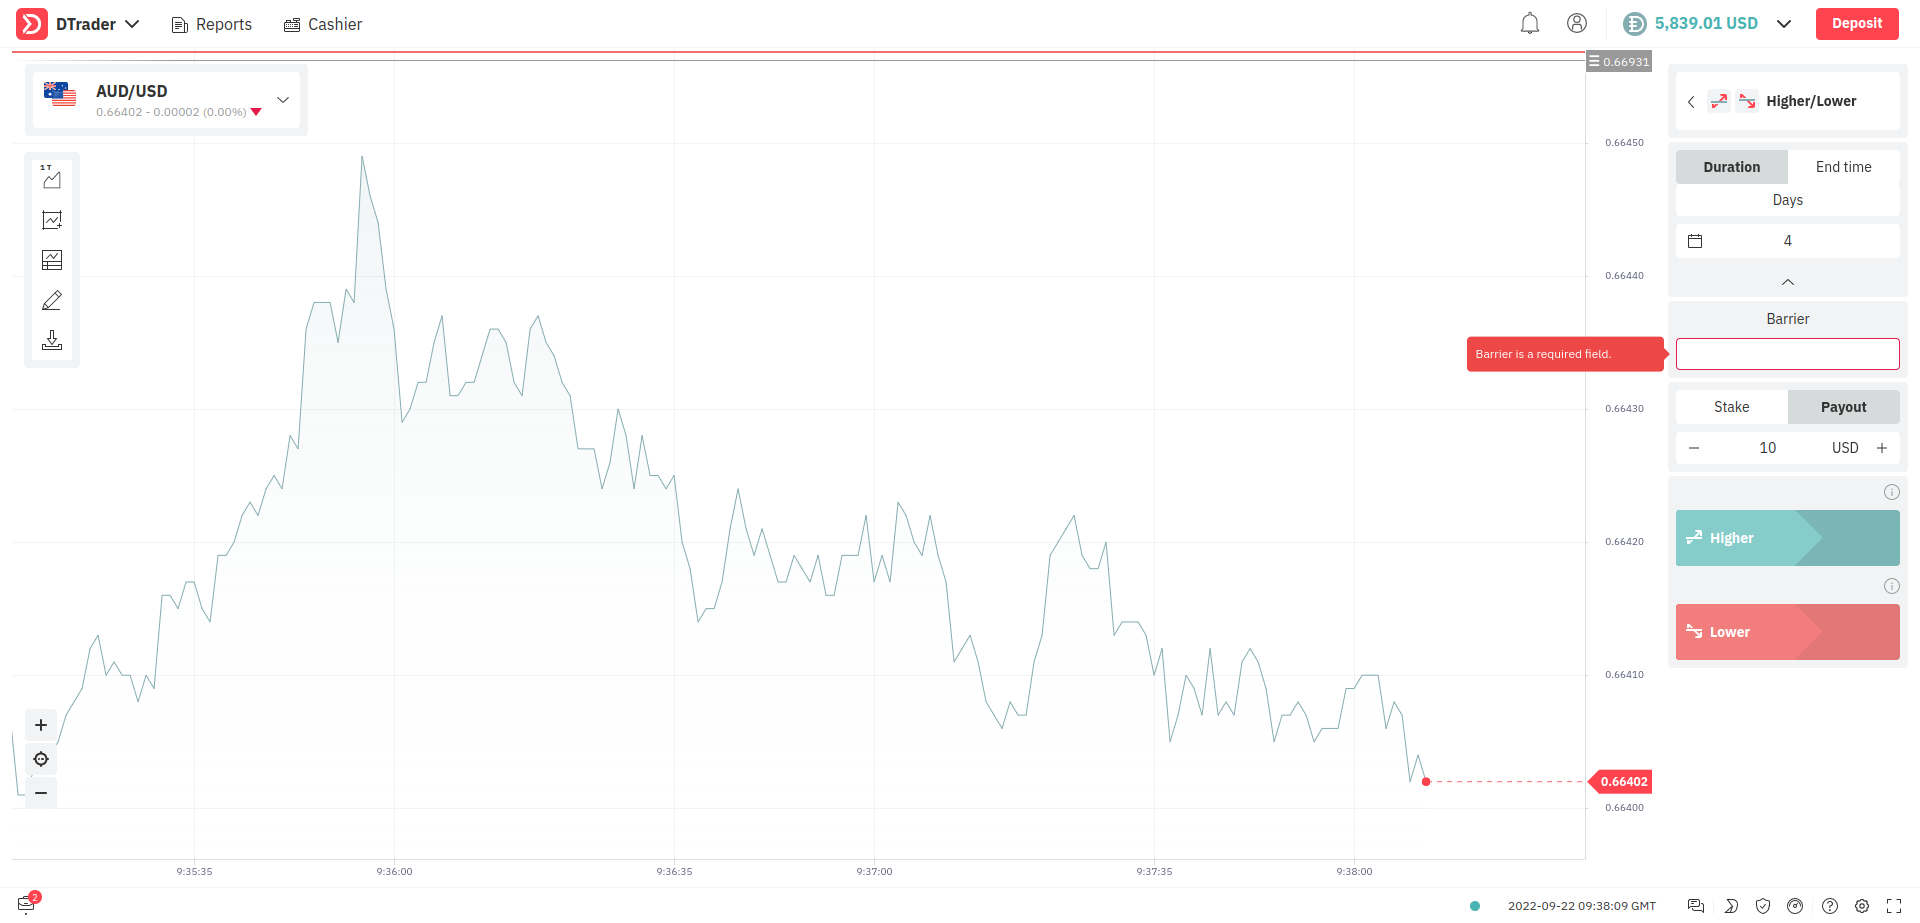 DTrader
Reports
Cashier
5,839.01 USD
Deposit
0.66931
AUD/USD
0.66402 - 0.00002 (0.00%)
1 T
0.66450
0.66440
0.66430
0.66420
0.66410
0.66402
0.66400
9:35:35
9:36:00
9:36:35
9:37:00
9:37:35
9:38:00
Higher/Lower
Duration
End time
Days
4
Barrier
Barrier is a required field.
Stake
Payout
10
USD
Higher
Lower
2
2022-09-22 09:38:09 GMT